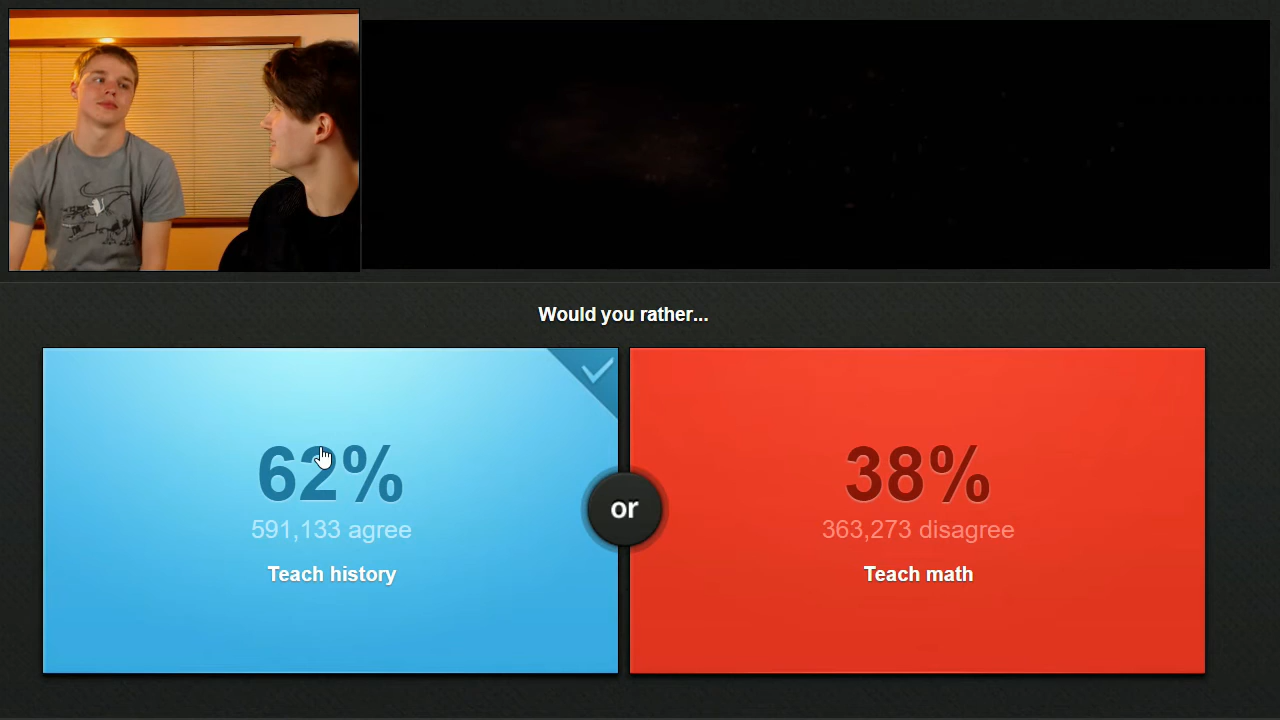 Would you rather...
62%
591,133 agree
Teach history
or
38%
363,273 disagree
Teach math